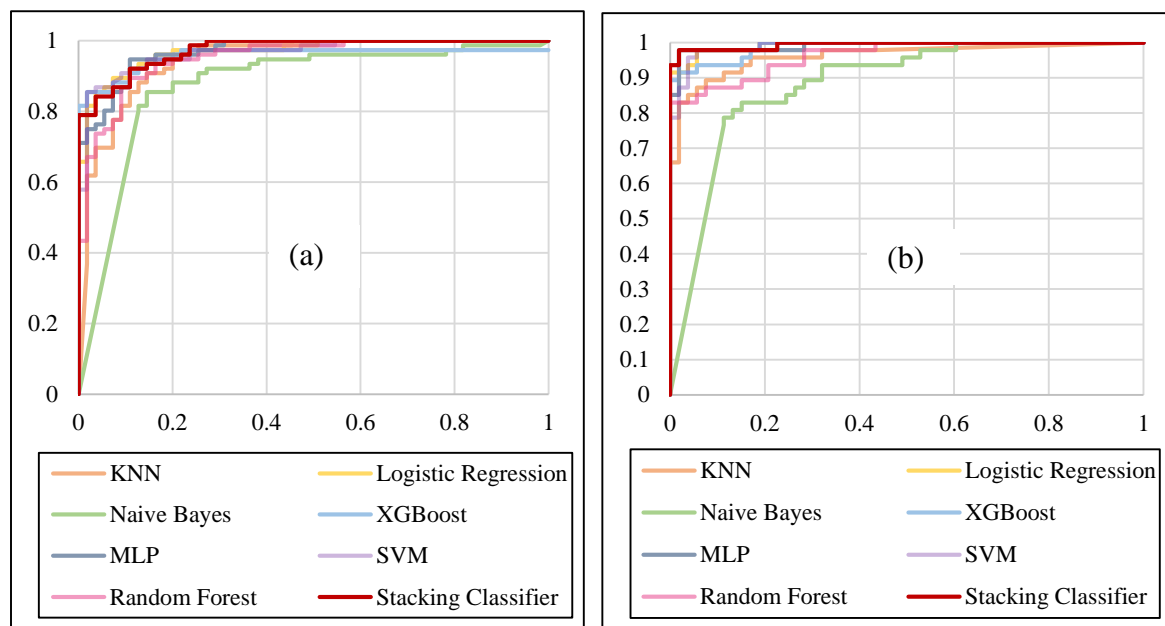 1
0.8
0.6
0.4
0.2
0
0 0.2 0.4 0.6 0.8 1
(a)
KNN Logistic Regression
Naive Bayes XGBoost
MLP SVM
Random Forest Stacking Classifier
1
0.9
0.8
0.7
0.6
0.5
0.4
0.3
0.2
0.1
0
0 0.2 0.4 0.6 0.8 1
(b)
KNN Logistic Regression
Naive Bayes XGBoost
MLP SVM
Random Forest Stacking Classifier